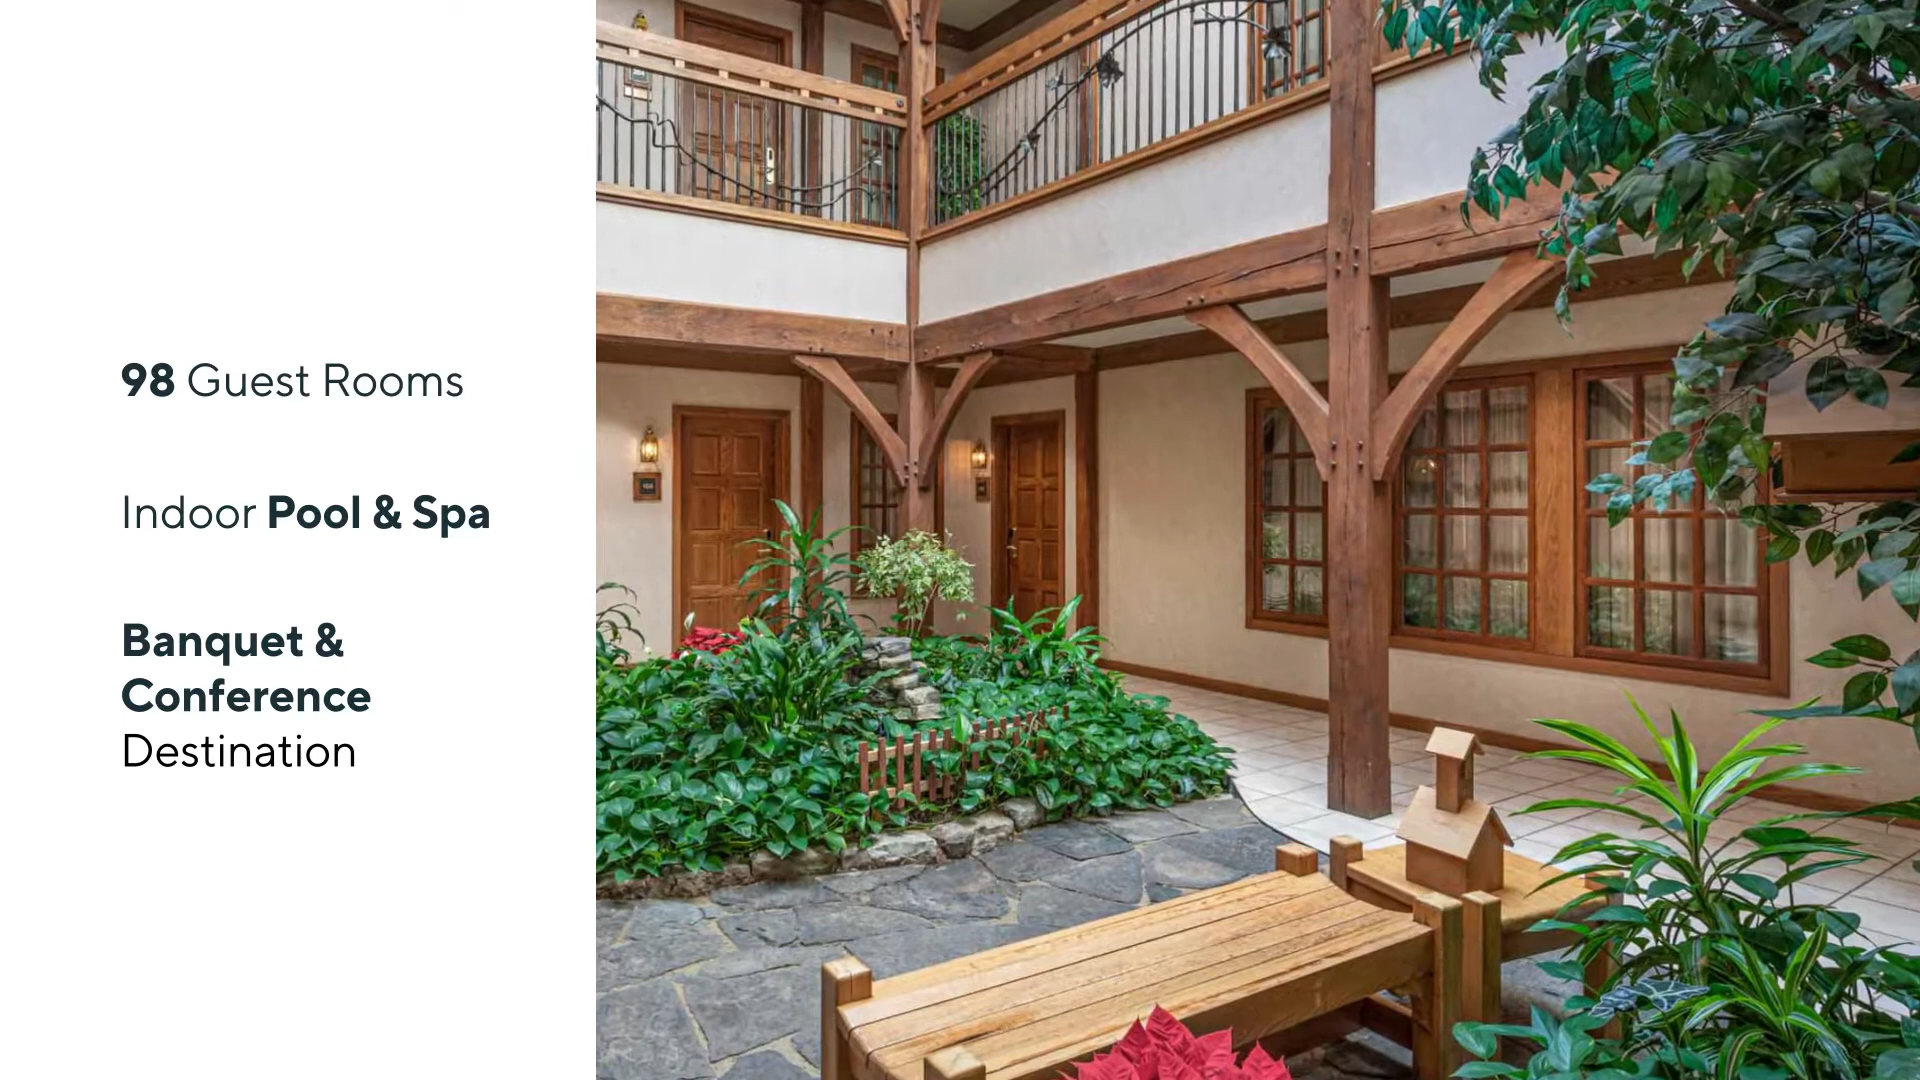 98 Guest Rooms
Indoor Pool & Spa
Banquet &
Conference
Destination